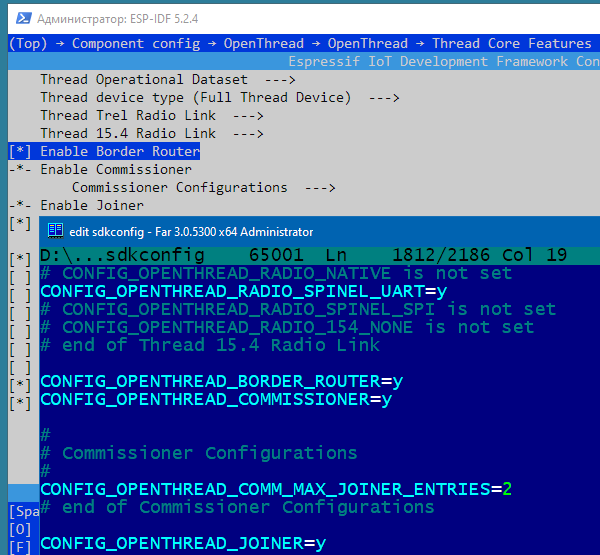 Администратор: ESP-IDF 5.2.4
(Top) → Component config → OpenThread → OpenThread → Thread Core Features
Espressif IoT Development Framework Con
Thread Operational Dataset  --->
Thread device type (Full Thread Device)  --->
Thread Trel Radio Link  --->
Thread 15.4 Radio Link  --->
[*] Enable Border Router
-*- Enable Commissioner
Commissioner Configurations  --->
-*- Enable Joiner
[*]
edit sdkconfig - Far 3.0.5300 x64 Administrator
D:\...sdkconfig    65001  Ln    1812/2186 Col 19
# CONFIG_OPENTHREAD_RADIO_NATIVE is not set
[*]
CONFIG_OPENTHREAD_RADIO_SPINEL_UART=y
[ ]
# CONFIG_OPENTHREAD_RADIO_SPINEL_SPI is not set
[ ]
# CONFIG_OPENTHREAD_RADIO_154_NONE is not set
[ ]
# end of Thread 15.4 Radio Link
[ ]
[ ]
[*]
CONFIG_OPENTHREAD_BORDER_ROUTER=y
[*]
CONFIG_OPENTHREAD_COMMISSIONER=y
#
# Commissioner Configurations
#
CONFIG_OPENTHREAD_COMM_MAX_JOINER_ENTRIES=2
# end of Commissioner Configurations
[Spa
[O]
CONFIG_OPENTHREAD_JOINER=y
[F]